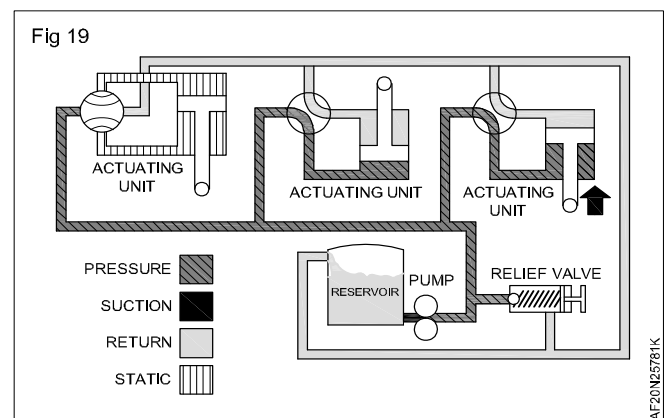 Fig 19
ACTUATING
UNIT
ACTUATING UNIT
ACTUATING
UNIT
PRESSURE
SUCTION
RETURN
STATIC
RESERVOIR
PUMP
RELIEF VALVE
AF20N25781K